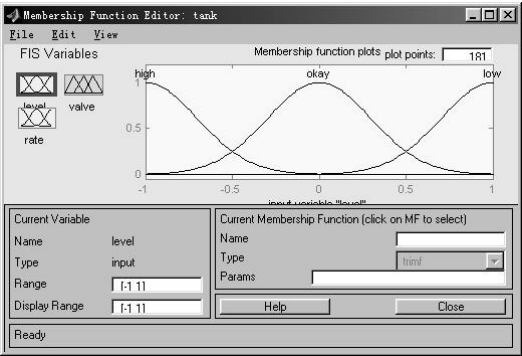 Membership Function Editor: tank
File Edit View
FIS Variables
Membership function plots plot points: 181
high okay low
level valve
rate
1
0.5
0
-1 -0.5 0 0.5 1
input variable "level"
Current Variable
Name level
Type input
Range [-1 1]
Display Range [-1 1]
Current Membership Function (click on MF to select)
Name
Type trimf
Params
Help Close
Ready